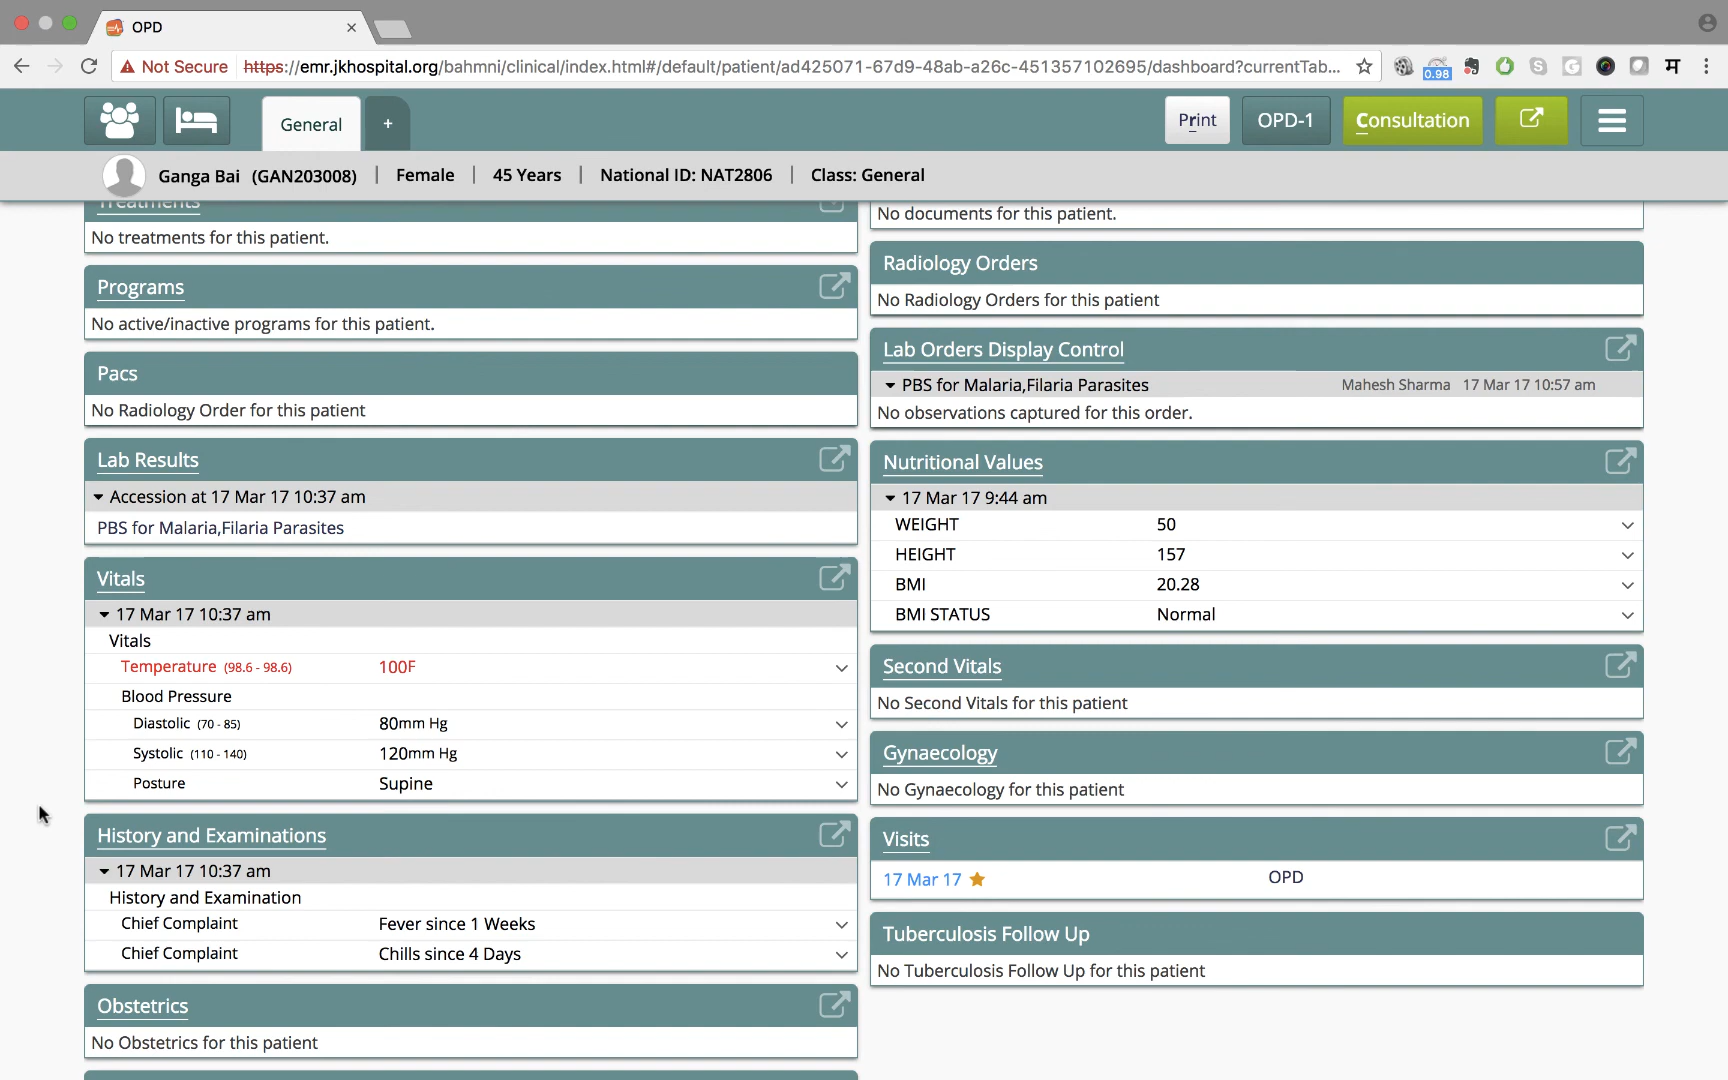 OPD
Not Secure https://emr.jkhospital.org/bahmni/clinical/index.html#/default/patient/ad425071-67d9-48ab-a26c-451357102695/dashboard?currentTab...
0.98
म
General
+
Print
OPD-1
Consultation
Ganga Bai (GAN203008) | Female | 45 Years | National ID: NAT2806 | Class: General
Treatments
No treatments for this patient.
Programs
No active/inactive programs for this patient.
Pacs
No Radiology Order for this patient
Lab Results
Accession at 17 Mar 17 10:37 am
PBS for Malaria,Filaria Parasites
Vitals
17 Mar 17 10:37 am
Vitals
Temperature (98.6 - 98.6) 100F
Blood Pressure
Diastolic (70 - 85) 80mm Hg
Systolic (110 - 140) 120mm Hg
Posture Supine
History and Examinations
17 Mar 17 10:37 am
History and Examination
Chief Complaint Fever since 1 Weeks
Chief Complaint Chills since 4 Days
Obstetrics
No Obstetrics for this patient
No documents for this patient.
Radiology Orders
No Radiology Orders for this patient
Lab Orders Display Control
PBS for Malaria,Filaria Parasites Mahesh Sharma 17 Mar 17 10:57 am
No observations captured for this order.
Nutritional Values
17 Mar 17 9:44 am
WEIGHT 50
HEIGHT 157
BMI 20.28
BMI STATUS Normal
Second Vitals
No Second Vitals for this patient
Gynaecology
No Gynaecology for this patient
Visits
17 Mar 17 OPD
Tuberculosis Follow Up
No Tuberculosis Follow Up for this patient